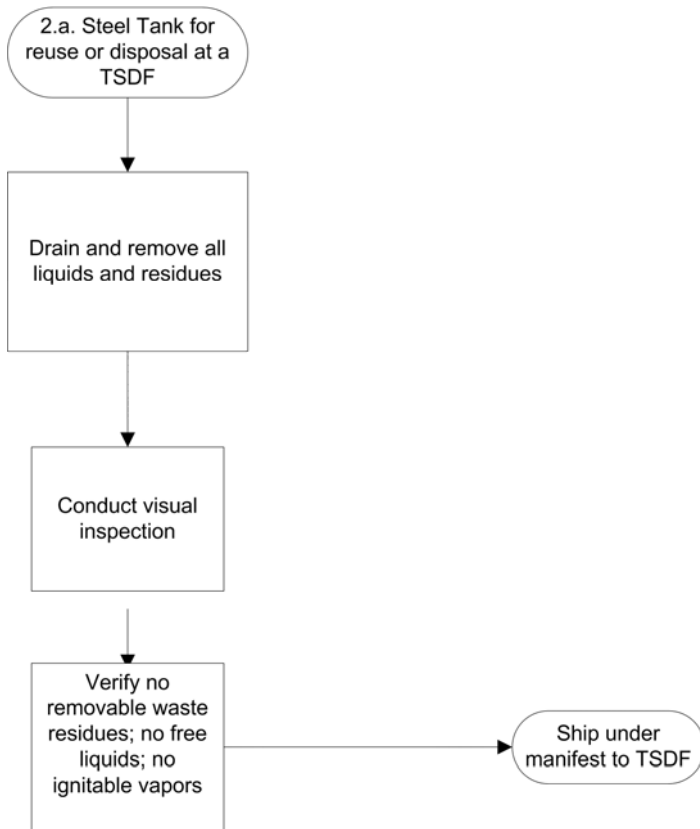 2.a. Steel Tank for
reuse or disposal at a
TSDF
Drain and remove all
liquids and residues
Conduct visual
inspection
Verify no
removable waste
residues; no free
liquids; no
ignitable vapors
Ship under
manifest to TSDF